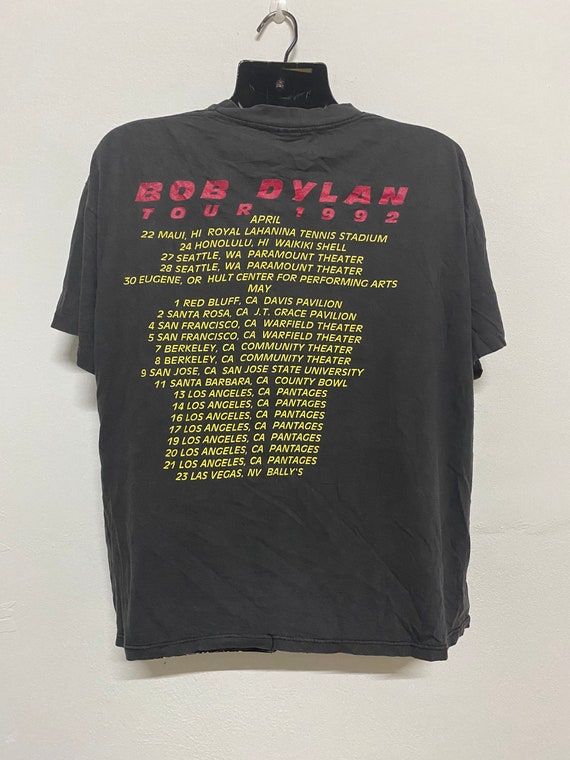 BOB DYLAN
TOUR 1992
APRIL
22 MAUI, HI ROYAL LAHANINA TENNIS STADIUM
24 HONOLULU, HI WAIKIKI SHELL
27 SEATTLE, WA PARAMOUNT THEATER
28 SEATTLE, WA PARAMOUNT THEATER
30 EUGENE, OR HULT CENTER FOR PERFORMING ARTS
MAY
1 RED BLUFF, CA DAVIS PAVILION
2 SANTA ROSA, CA J.T. GRACE PAVILION
4 SAN FRANCISCO, CA WARFIELD THEATER
5 SAN FRANCISCO, CA WARFIELD THEATER
7 BERKELEY, CA COMMUNITY THEATER
8 BERKELEY, CA COMMUNITY THEATER
9 SAN JOSE, CA SAN JOSE STATE UNIVERSITY
11 SANTA BARBARA, CA COUNTY BOWL
13 LOS ANGELES, CA PANTAGES
14 LOS ANGELES, CA PANTAGES
16 LOS ANGELES, CA PANTAGES
17 LOS ANGELES, CA PANTAGES
19 LOS ANGELES, CA PANTAGES
20 LOS ANGELES, CA PANTAGES
21 LOS ANGELES, CA PANTAGES
23 LAS VEGAS, NV BALLY'S